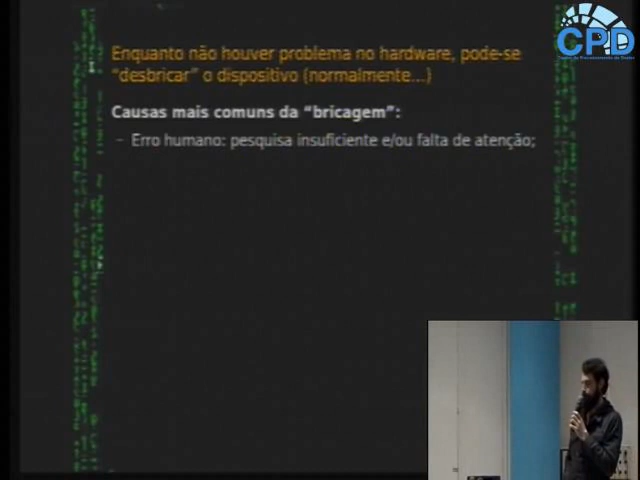 CPD
Enquanto não houver problema no hardware, pode-se
"desbricar" o dispositivo (normalmente...)
Causas mais comuns da "bricagem":
– Erro humano: pesquisa insuficiente e/ou falta de atenção;